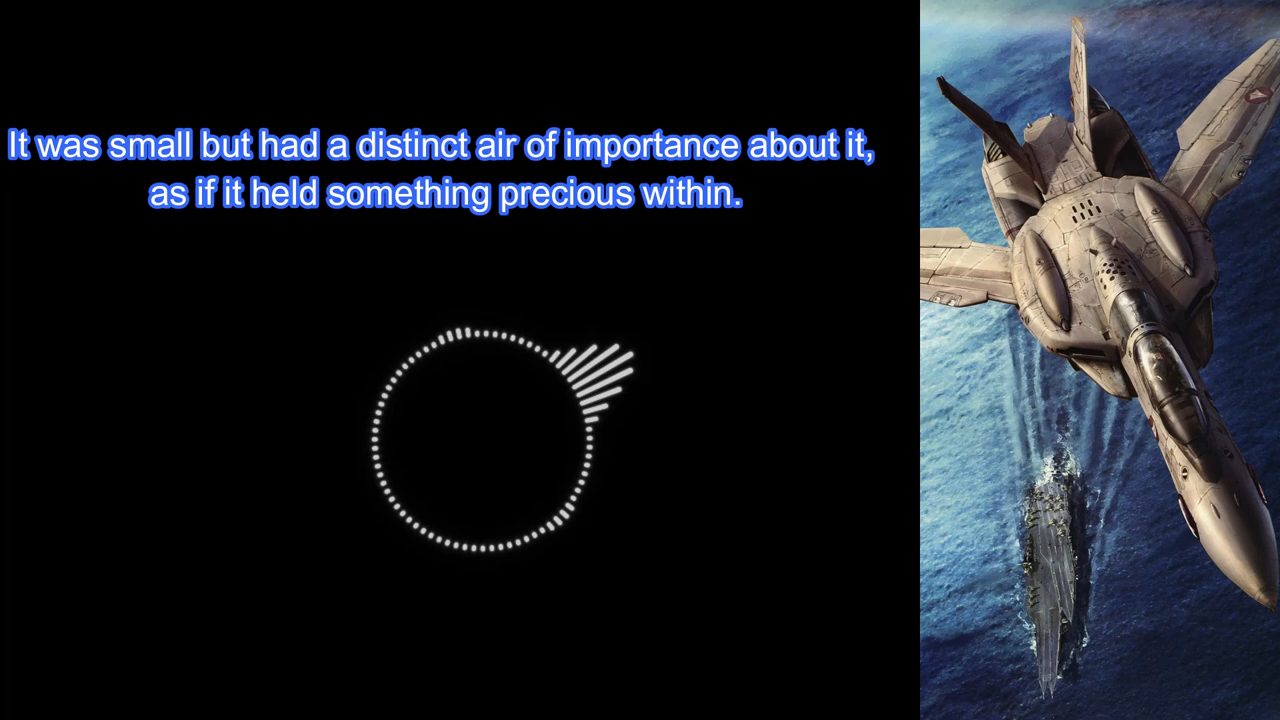 It was small but had a distinct air of importance about it,
as if it held something precious within.